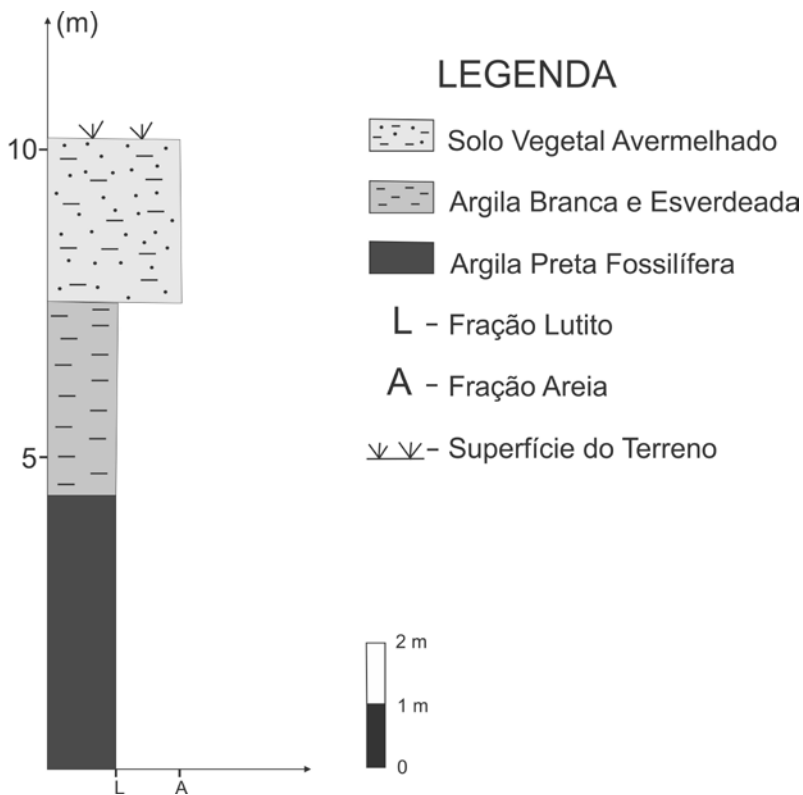 (m)
10
5
L
A
LEGENDA
Solo Vegetal Avermelhado
Argila Branca e Esverdeada
Argila Preta Fossilífera
L - Fração Lutito
A - Fração Areia
- Superfície do Terreno
2 m
1 m
0